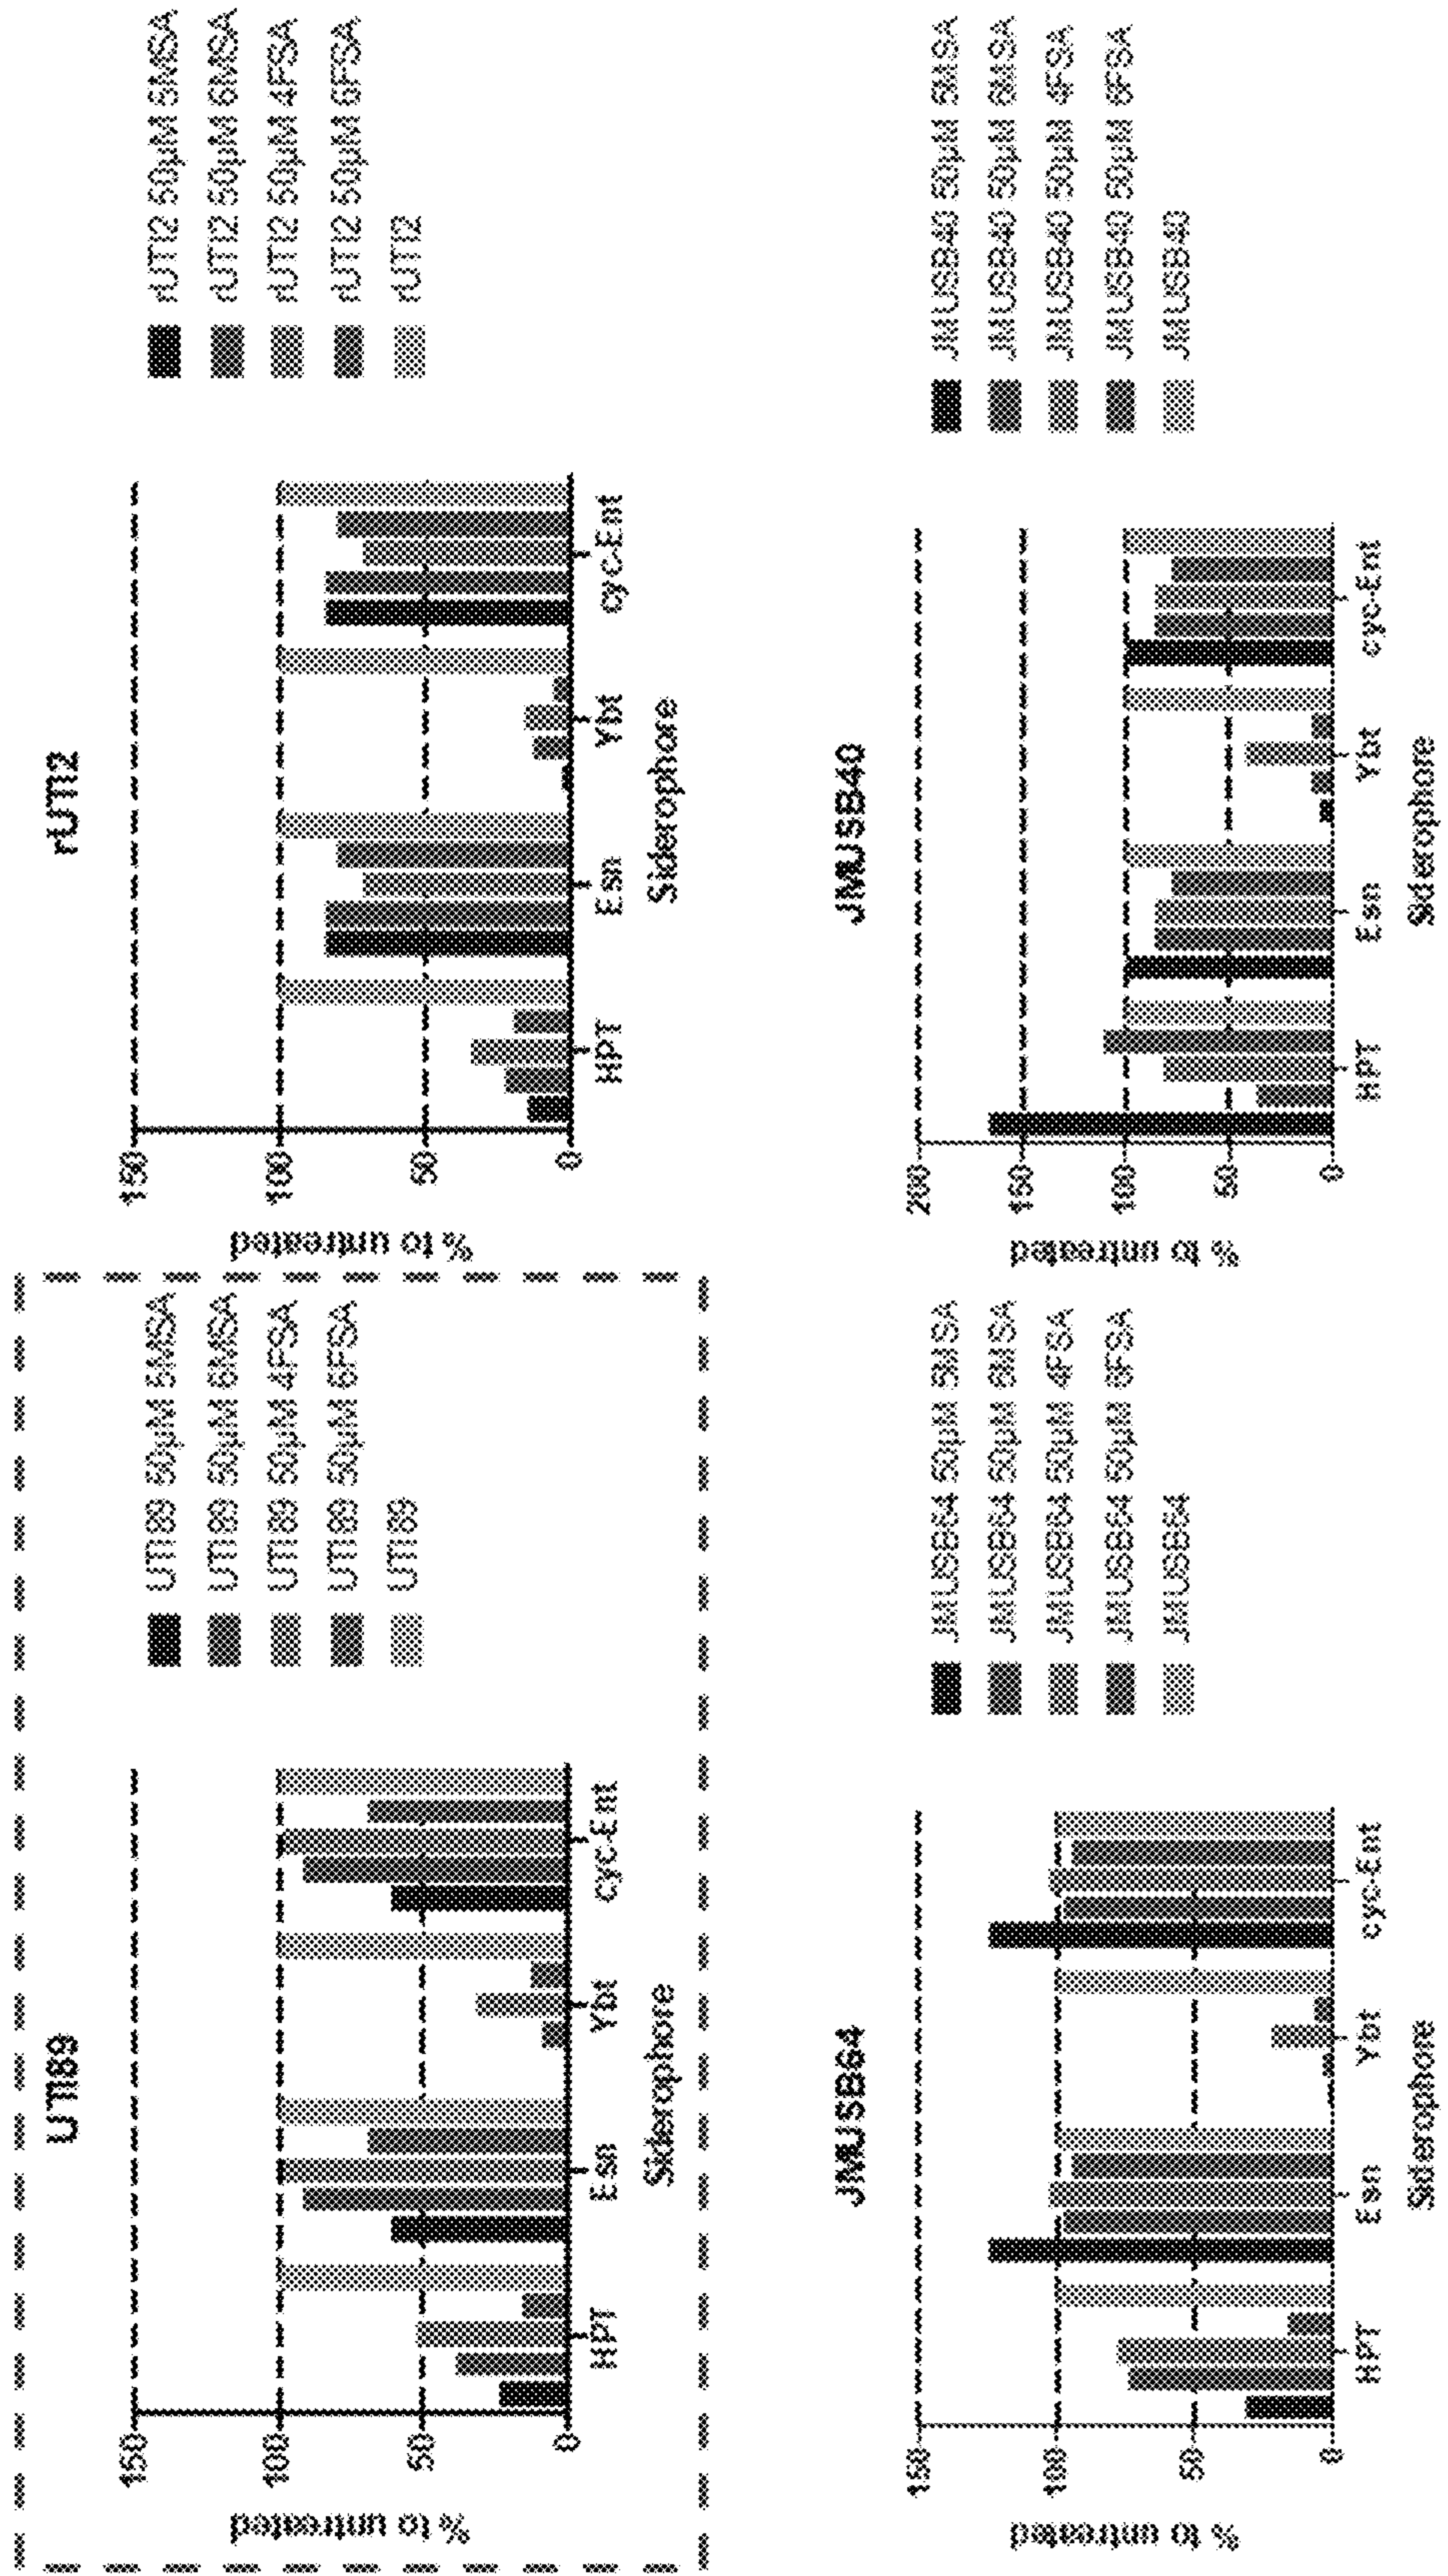 UTI89
% to untreated
150
100
50
0
HPT
Esn
Ybt
cyc-Ent
Siderophore
UTI89 50µM 5MSA
UTI89 50µM 6MSA
UTI89 50µM 4FSA
UTI89 50µM 6FSA
UTI89
rUTI2
% to untreated
150
100
50
0
HPT
Esn
Ybt
cyc-Ent
Siderophore
rUTI2 50µM 5MSA
rUTI2 50µM 6MSA
rUTI2 50µM 4FSA
rUTI2 50µM 6FSA
rUTI2
JMUSB64
% to untreated
150
100
50
0
HPT
Esn
Ybt
cyc-Ent
Siderophore
JMUSB64 50µM 5MSA
JMUSB64 50µM 6MSA
JMUSB64 50µM 4FSA
JMUSB64 50µM 6FSA
JMUSB64
JMUSB40
% to untreated
200
150
100
50
0
HPT
Esn
Ybt
cyc-Ent
Siderophore
JMUSB40 50µM 5MSA
JMUSB40 50µM 6MSA
JMUSB40 50µM 4FSA
JMUSB40 50µM 6FSA
JMUSB40